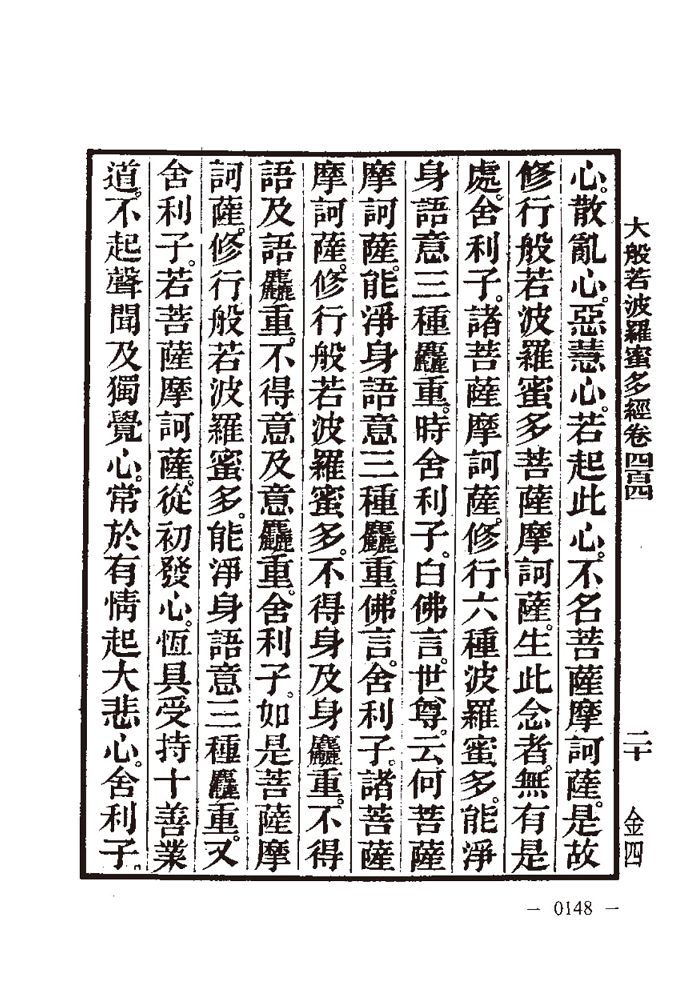 大般若波羅蜜多經卷四百四
二十
金四
心。散亂心。惡慧心。若起此心。不名菩薩摩訶薩。是故
修行般若波羅蜜多菩薩摩訶薩。生此念者。無有是
處。舍利子。諸菩薩摩訶薩。修行六種波羅蜜多。能淨
身語意三種麤重。時舍利子。白佛言。世尊。云何菩薩
摩訶薩。能淨身語意三種麤重。佛言。舍利子。諸菩薩
摩訶薩。修行般若波羅蜜多。不得身及身麤重。不得
語及語麤重。不得意及意麤重。舍利子。如是菩薩摩
訶薩。修行般若波羅蜜多。能淨身語意三種麤重。又
舍利子。若菩薩摩訶薩。從初發心。恆具受持十善業
道。不起聲聞及獨覺心。常於有情起大悲心。舍利子。
— 0148 —